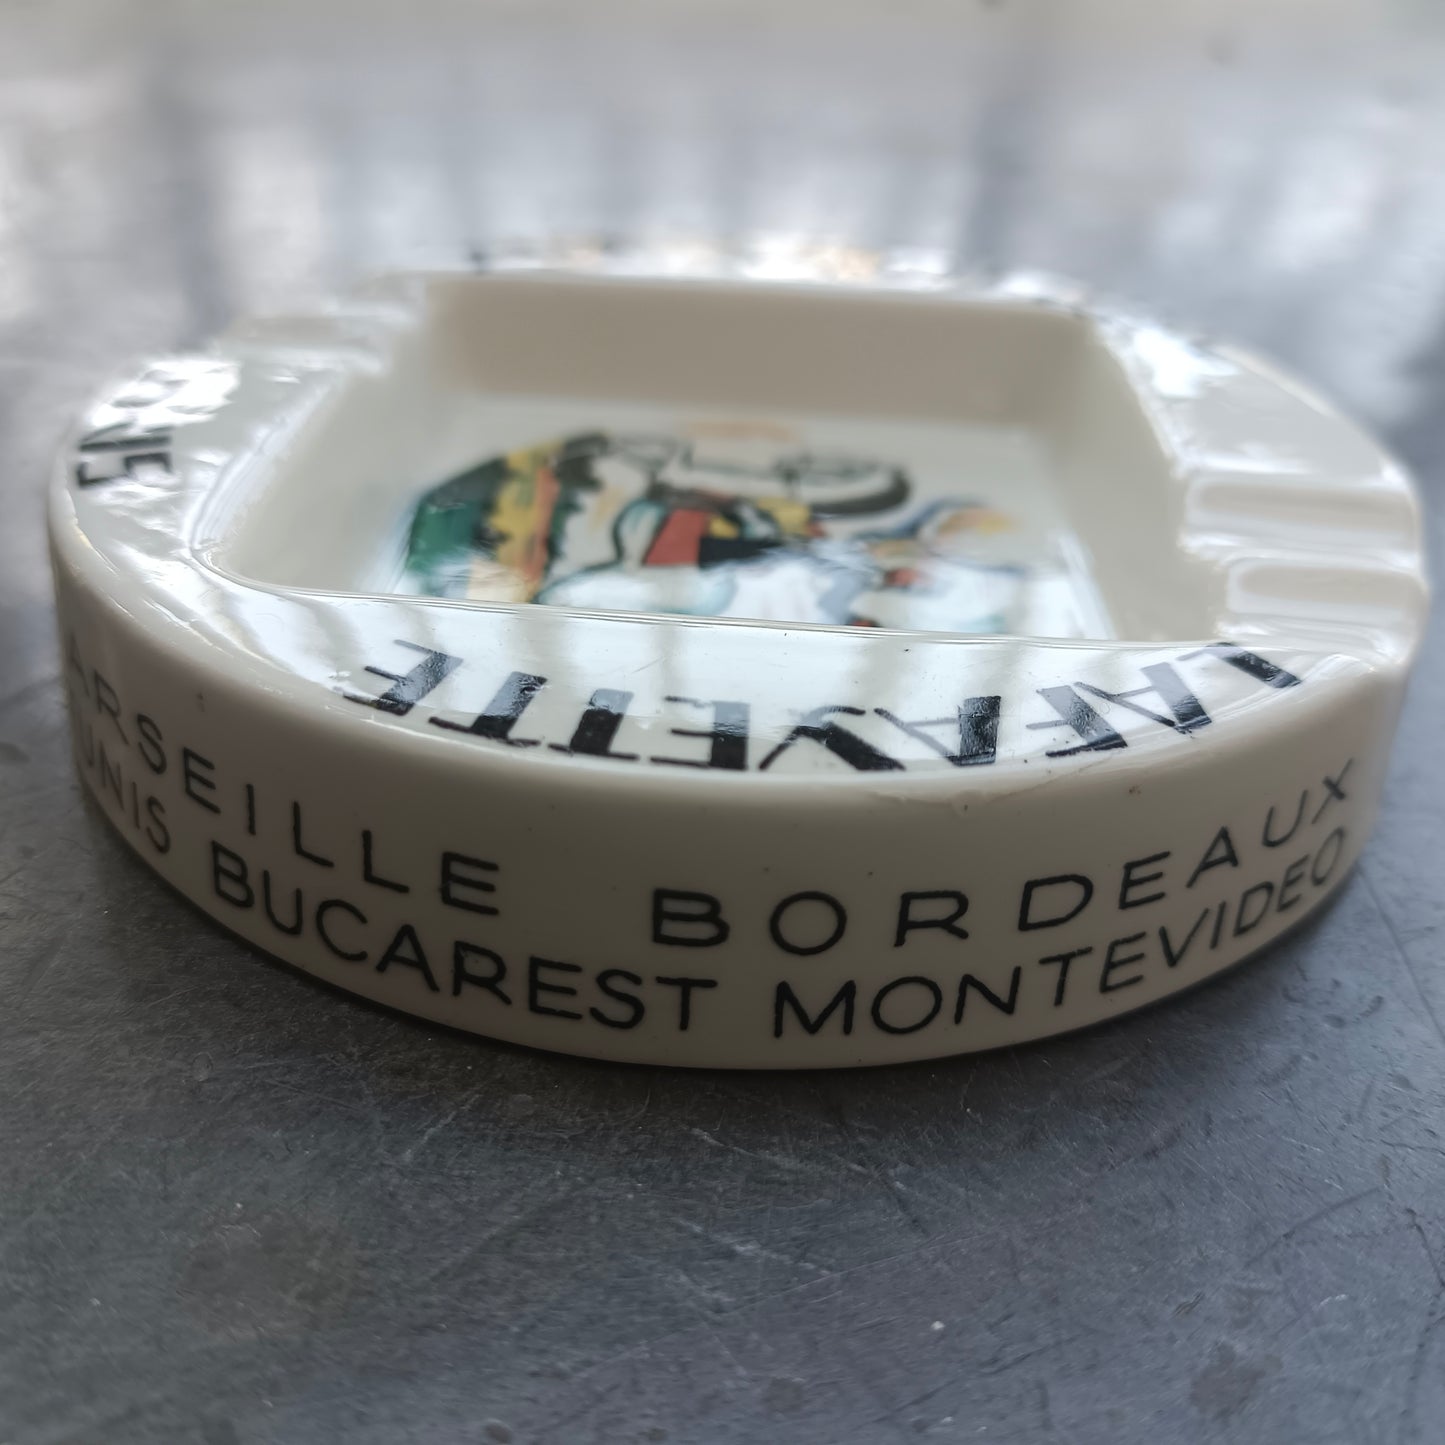 LAFAYETTE
ARSEILLE BORDEAUX
UNIS BUCAREST MONTEVIDEO